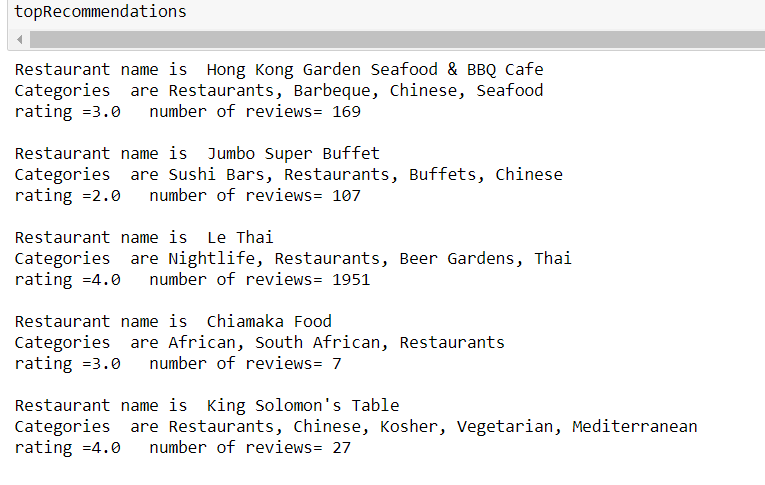 topRecommendations
Restaurant name is  Hong Kong Garden Seafood & BBQ Cafe
Categories  are Restaurants, Barbeque, Chinese, Seafood
rating =3.0   number of reviews= 169
Restaurant name is  Jumbo Super Buffet
Categories  are Sushi Bars, Restaurants, Buffets, Chinese
rating =2.0   number of reviews= 107
Restaurant name is  Le Thai
Categories  are Nightlife, Restaurants, Beer Gardens, Thai
rating =4.0   number of reviews= 1951
Restaurant name is  Chiamaka Food
Categories  are African, South African, Restaurants
rating =3.0   number of reviews= 7
Restaurant name is  King Solomon's Table
Categories  are Restaurants, Chinese, Kosher, Vegetarian, Mediterranean
rating =4.0   number of reviews= 27